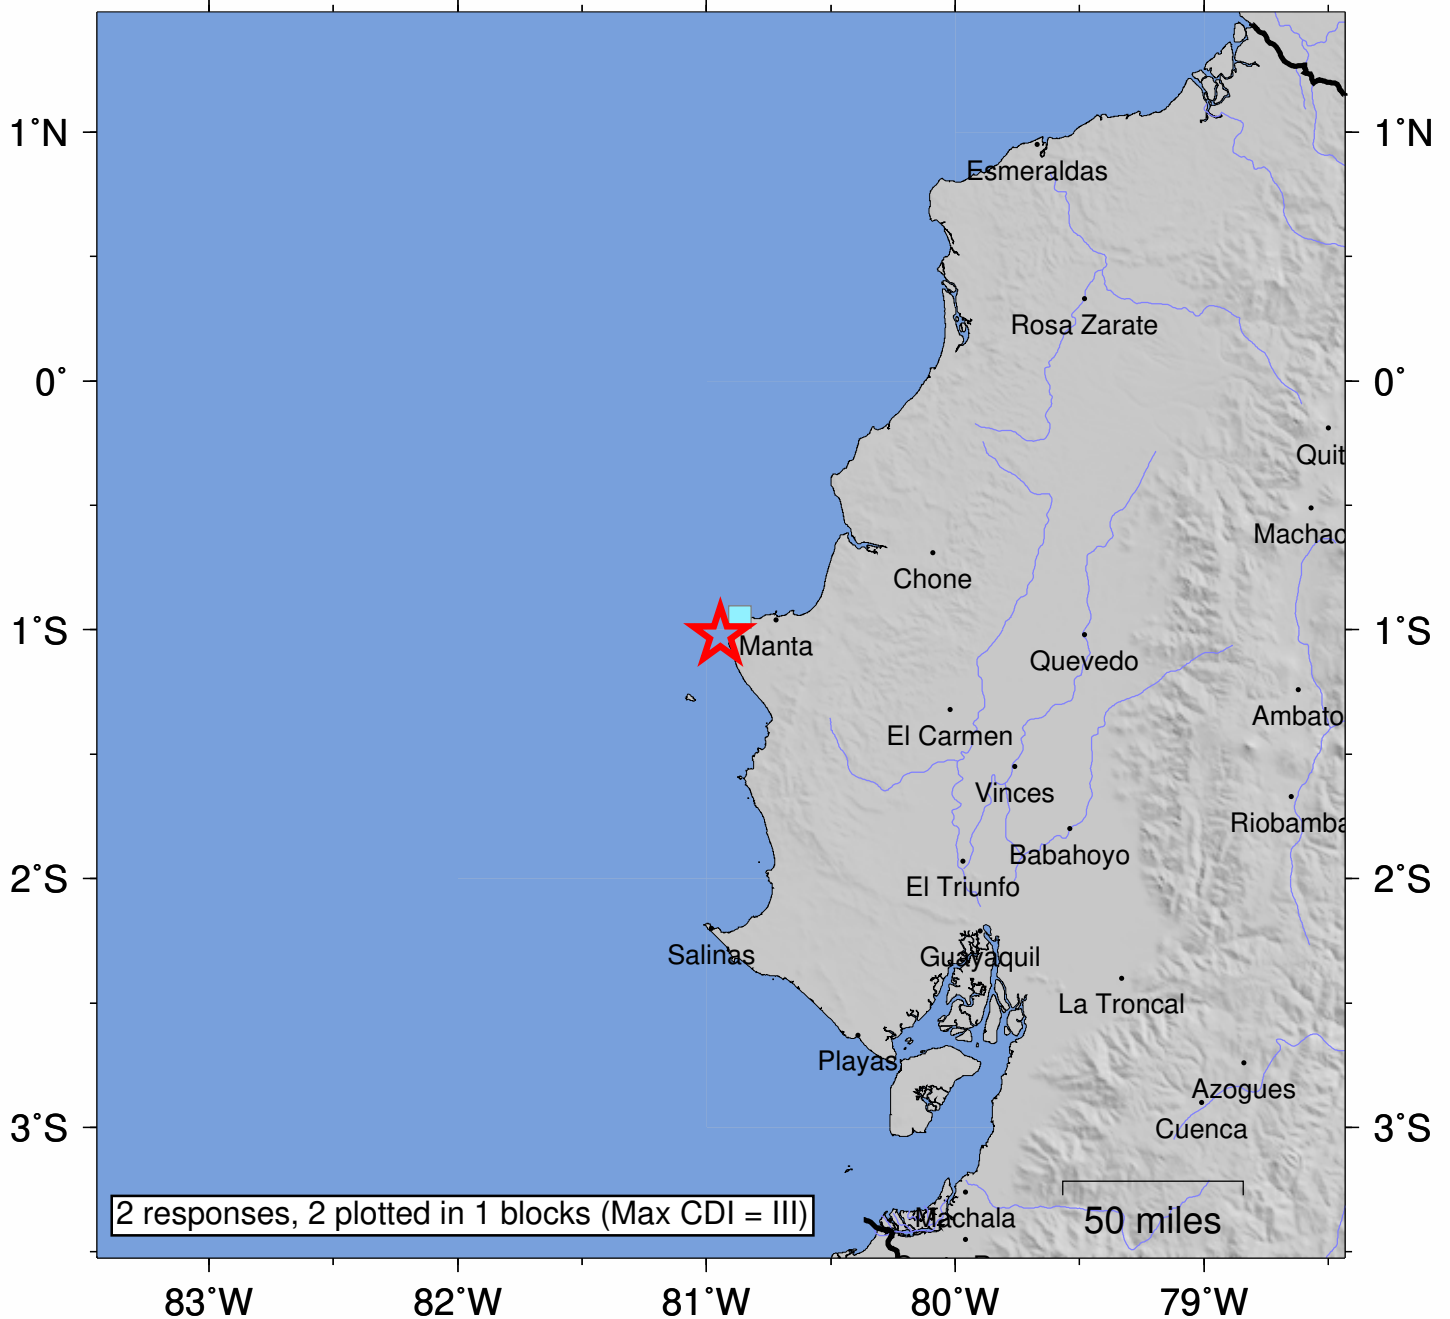 1˚N
1˚N
Esmeraldas
Rosa Zarate
0˚
0˚
Quit
Machac
Chone
1˚S
1˚S
Manta
Quevedo
Ambato
El Carmen
Vinces
Riobamba
Babahoyo
2˚S
2˚S
El Triunfo
Salinas
Guayaquil
La Troncal
Playas
Azogues
3˚S
3˚S
Cuenca
2 responses, 2 plotted in 1 blocks (Max CDI = III)
Machala
50 miles
83˚W
82˚W
81˚W
80˚W
79˚W